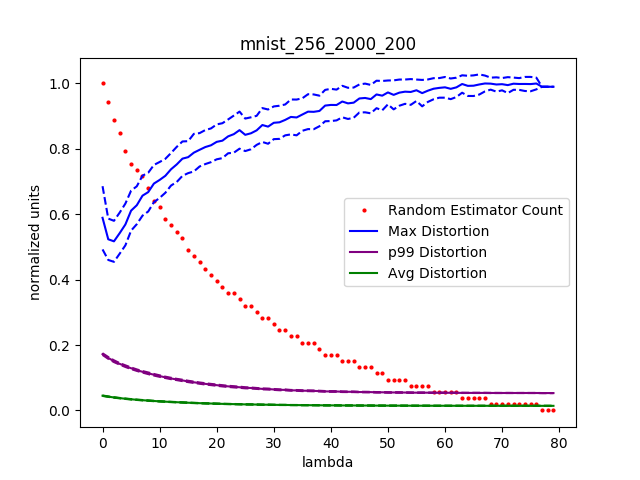 mnist_256_2000_200
normalized units
1.0
0.8
0.6
0.4
0.2
0.0
Random Estimator Count
Max Distortion
p99 Distortion
Avg Distortion
0 10 20 30 40 50 60 70 80
lambda